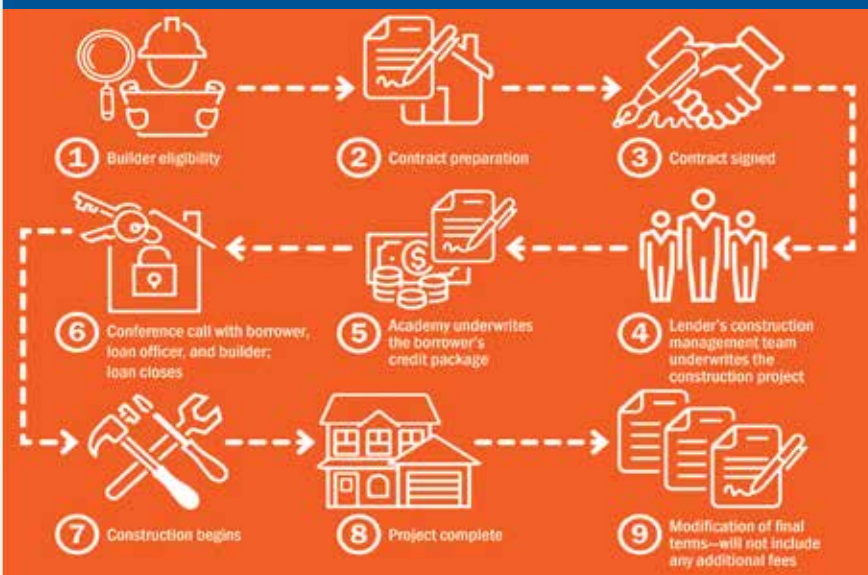 1 Builder eligibility
2 Contract preparation
3 Contract signed
4 Lender's construction
management team
underwrites the
construction project
5 Academy underwrites
the borrower's
credit package
6 Conference call with borrower,
loan officer, and builder;
loan closes
7 Construction begins
8 Project complete
9 Modification of final
terms—will not include
any additional fees
$